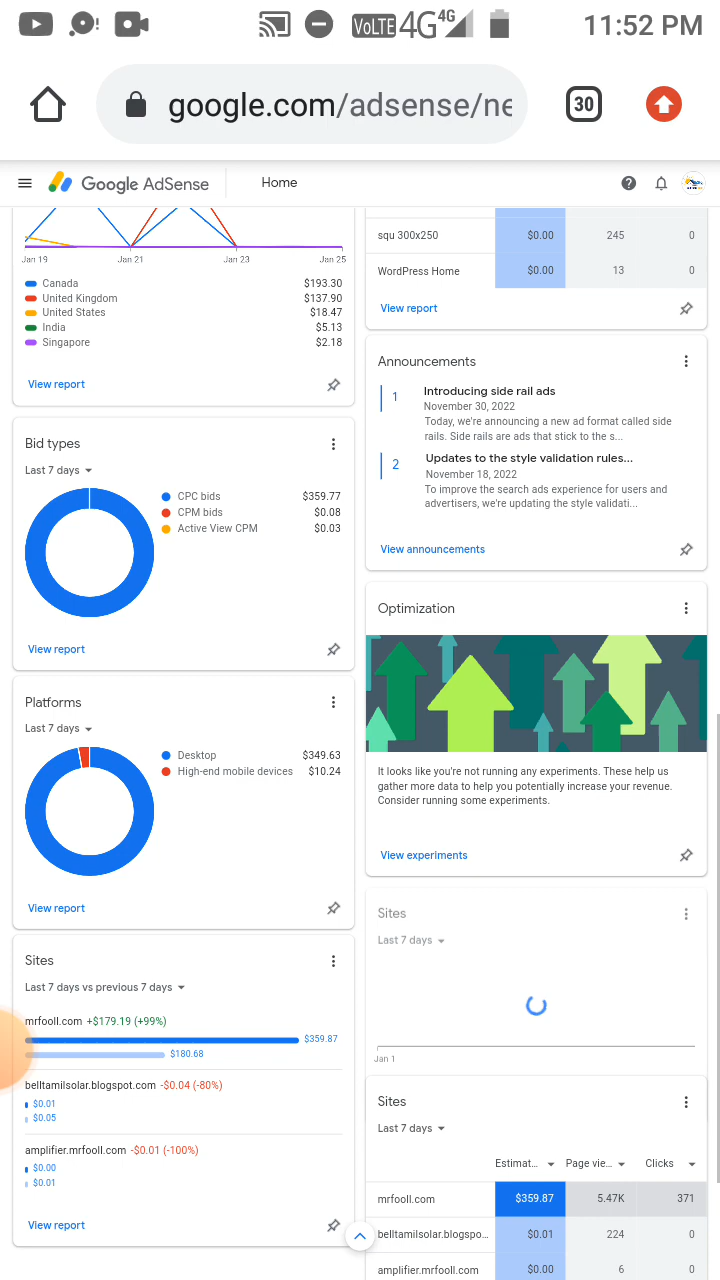 VoLTE 4G 4G 11:52 PM
google.com/adsense/ne
30
Google AdSense Home
Jan 19 Jan 21 Jan 23 Jan 25
Canada $193.30
United Kingdom $137.90
United States $18.47
India $5.13
Singapore $2.18
View report
Bid types
Last 7 days
CPC bids $359.77
CPM bids $0.08
Active View CPM $0.03
View report
Platforms
Last 7 days
Desktop $349.63
High-end mobile devices $10.24
View report
Sites
Last 7 days vs previous 7 days
mrfooll.com +$179.19 (+99%)
$359.87
$180.68
belltamilsolar.blogspot.com -$0.04 (-80%)
$0.01
$0.05
amplifier.mrfooll.com -$0.01 (-100%)
$0.00
$0.01
View report
squ 300x250 $0.00 245 0
WordPress Home $0.00 13 0
View report
Announcements
1 Introducing side rail ads
November 30, 2022
Today, we're announcing a new ad format called side
rails. Side rails are ads that stick to the s...
2 Updates to the style validation rules...
November 18, 2022
To improve the search ads experience for users and
advertisers, we're updating the style validati...
View announcements
Optimization
It looks like you're not running any experiments. These help us
gather more data to help you potentially increase your revenue.
Consider running some experiments.
View experiments
Sites
Last 7 days
Jan 1
Sites
Last 7 days
Estimat... Page vie... Clicks
mrfooll.com $359.87 5.47K 371
belltamilsolar.blogspo... $0.01 224 0
amplifier.mrfooll.com $0.00 6 0